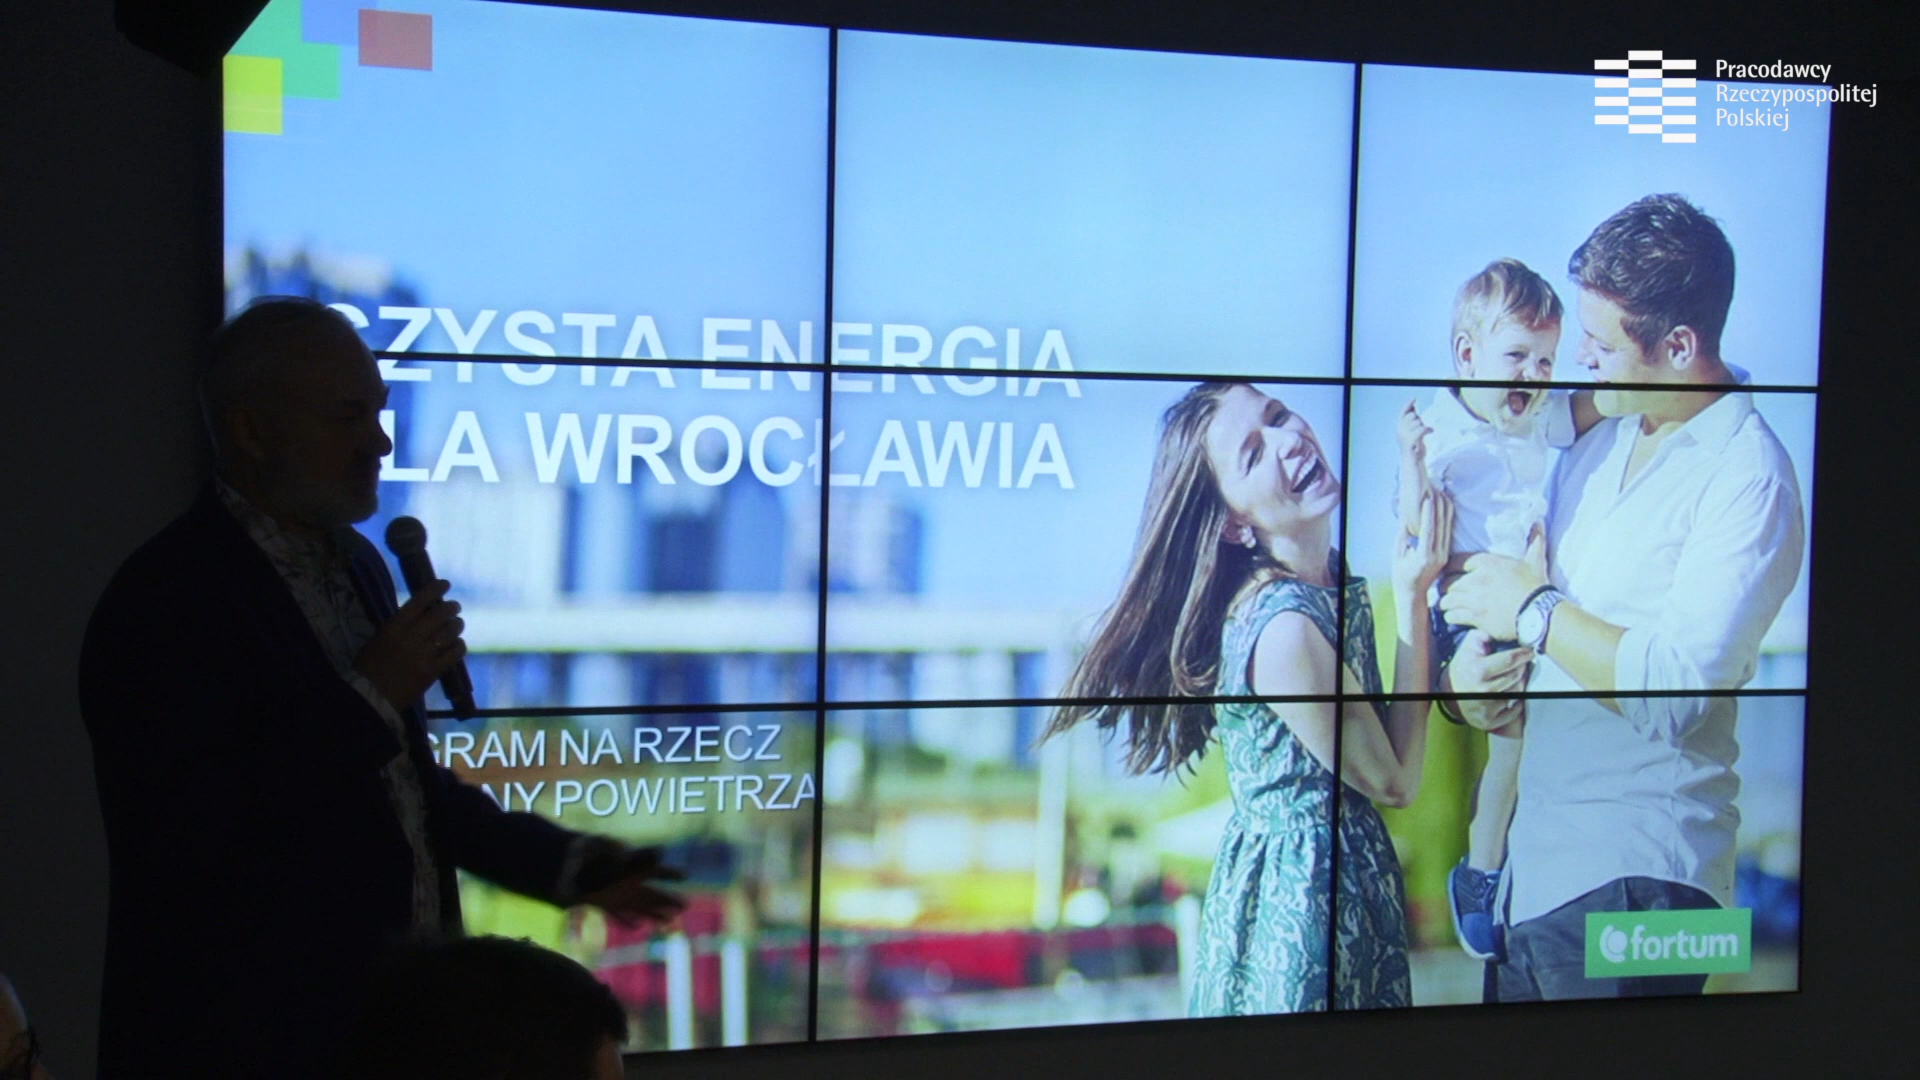 Pracodawcy
Rzeczypospolitej
Polskiej
CZYSTA ENERGIA
LA WROCŁAWIA
GRAM NA RZECZ
NY POWIETRZA
fortum